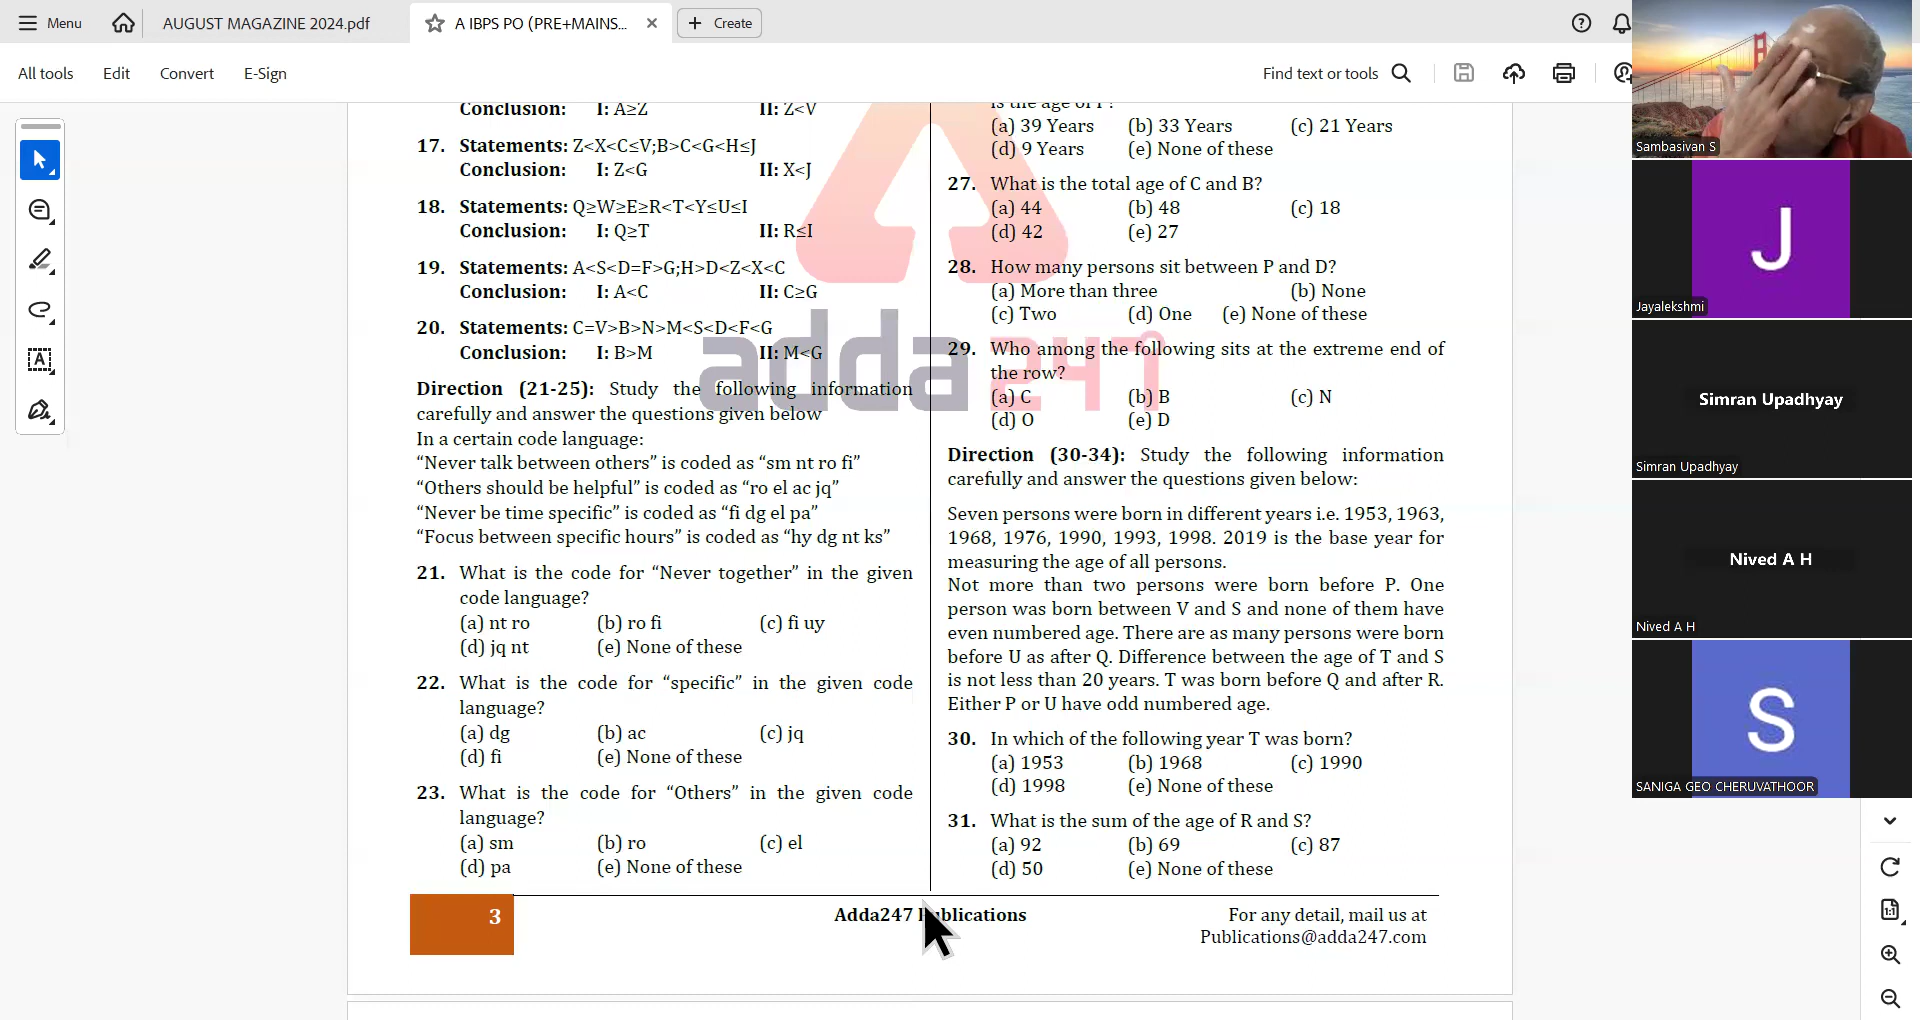 Menu
AUGUST MAGAZINE 2024.pdf
A IBPS PO (PRE+MAINS...
Create
All tools
Edit
Convert
E-Sign
Find text or tools
Conclusion: I: A≥Z II: Z<V
17. Statements: Z<X<C≤V;B>C<G<H≤J
Conclusion: I: Z<G II: X<J
18. Statements: Q≥W≥E≥R<T<Y≤U≤I
Conclusion: I: Q≥T II: R≤I
19. Statements: A<S<D=F>G;H>D<Z<X<C
Conclusion: I: A<C II: C≥G
20. Statements: C=V>B>N>M<S<D<F<G
Conclusion: I: B>M II: M<G
Direction (21-25): Study the following information
carefully and answer the questions given below
In a certain code language:
“Never talk between others” is coded as “sm nt ro fi”
“Others should be helpful” is coded as “ro el ac jq”
“Never be time specific” is coded as “fi dg el pa”
“Focus between specific hours” is coded as “hy dg nt ks”
21. What is the code for “Never together” in the given
code language?
(a) nt ro (b) ro fi (c) fi uy
(d) jq nt (e) None of these
22. What is the code for “specific” in the given code
language?
(a) dg (b) ac (c) jq
(d) fi (e) None of these
23. What is the code for “Others” in the given code
language?
(a) sm (b) ro (c) el
(d) pa (e) None of these
is the age of P?
(a) 39 Years (b) 33 Years (c) 21 Years
(d) 9 Years (e) None of these
27. What is the total age of C and B?
(a) 44 (b) 48 (c) 18
(d) 42 (e) 27
28. How many persons sit between P and D?
(a) More than three (b) None
(c) Two (d) One (e) None of these
29. Who among the following sits at the extreme end of
the row?
(a) C (b) B (c) N
(d) O (e) D
Direction (30-34): Study the following information
carefully and answer the questions given below:
Seven persons were born in different years i.e. 1953, 1963,
1968, 1976, 1990, 1993, 1998. 2019 is the base year for
measuring the age of all persons.
Not more than two persons were born before P. One
person was born between V and S and none of them have
even numbered age. There are as many persons were born
before U as after Q. Difference between the age of T and S
is not less than 20 years. T was born before Q and after R.
Either P or U have odd numbered age.
30. In which of the following year T was born?
(a) 1953 (b) 1968 (c) 1990
(d) 1998 (e) None of these
31. What is the sum of the age of R and S?
(a) 92 (b) 69 (c) 87
(d) 50 (e) None of these
adda247
3
Adda247 Publications
For any detail, mail us at
Publications@adda247.com
Sambasivan S
J
Jayalekshmi
Simran Upadhyay
Simran Upadhyay
Nived A H
Nived A H
S
SANIGA GEO CHERUVATHOOR